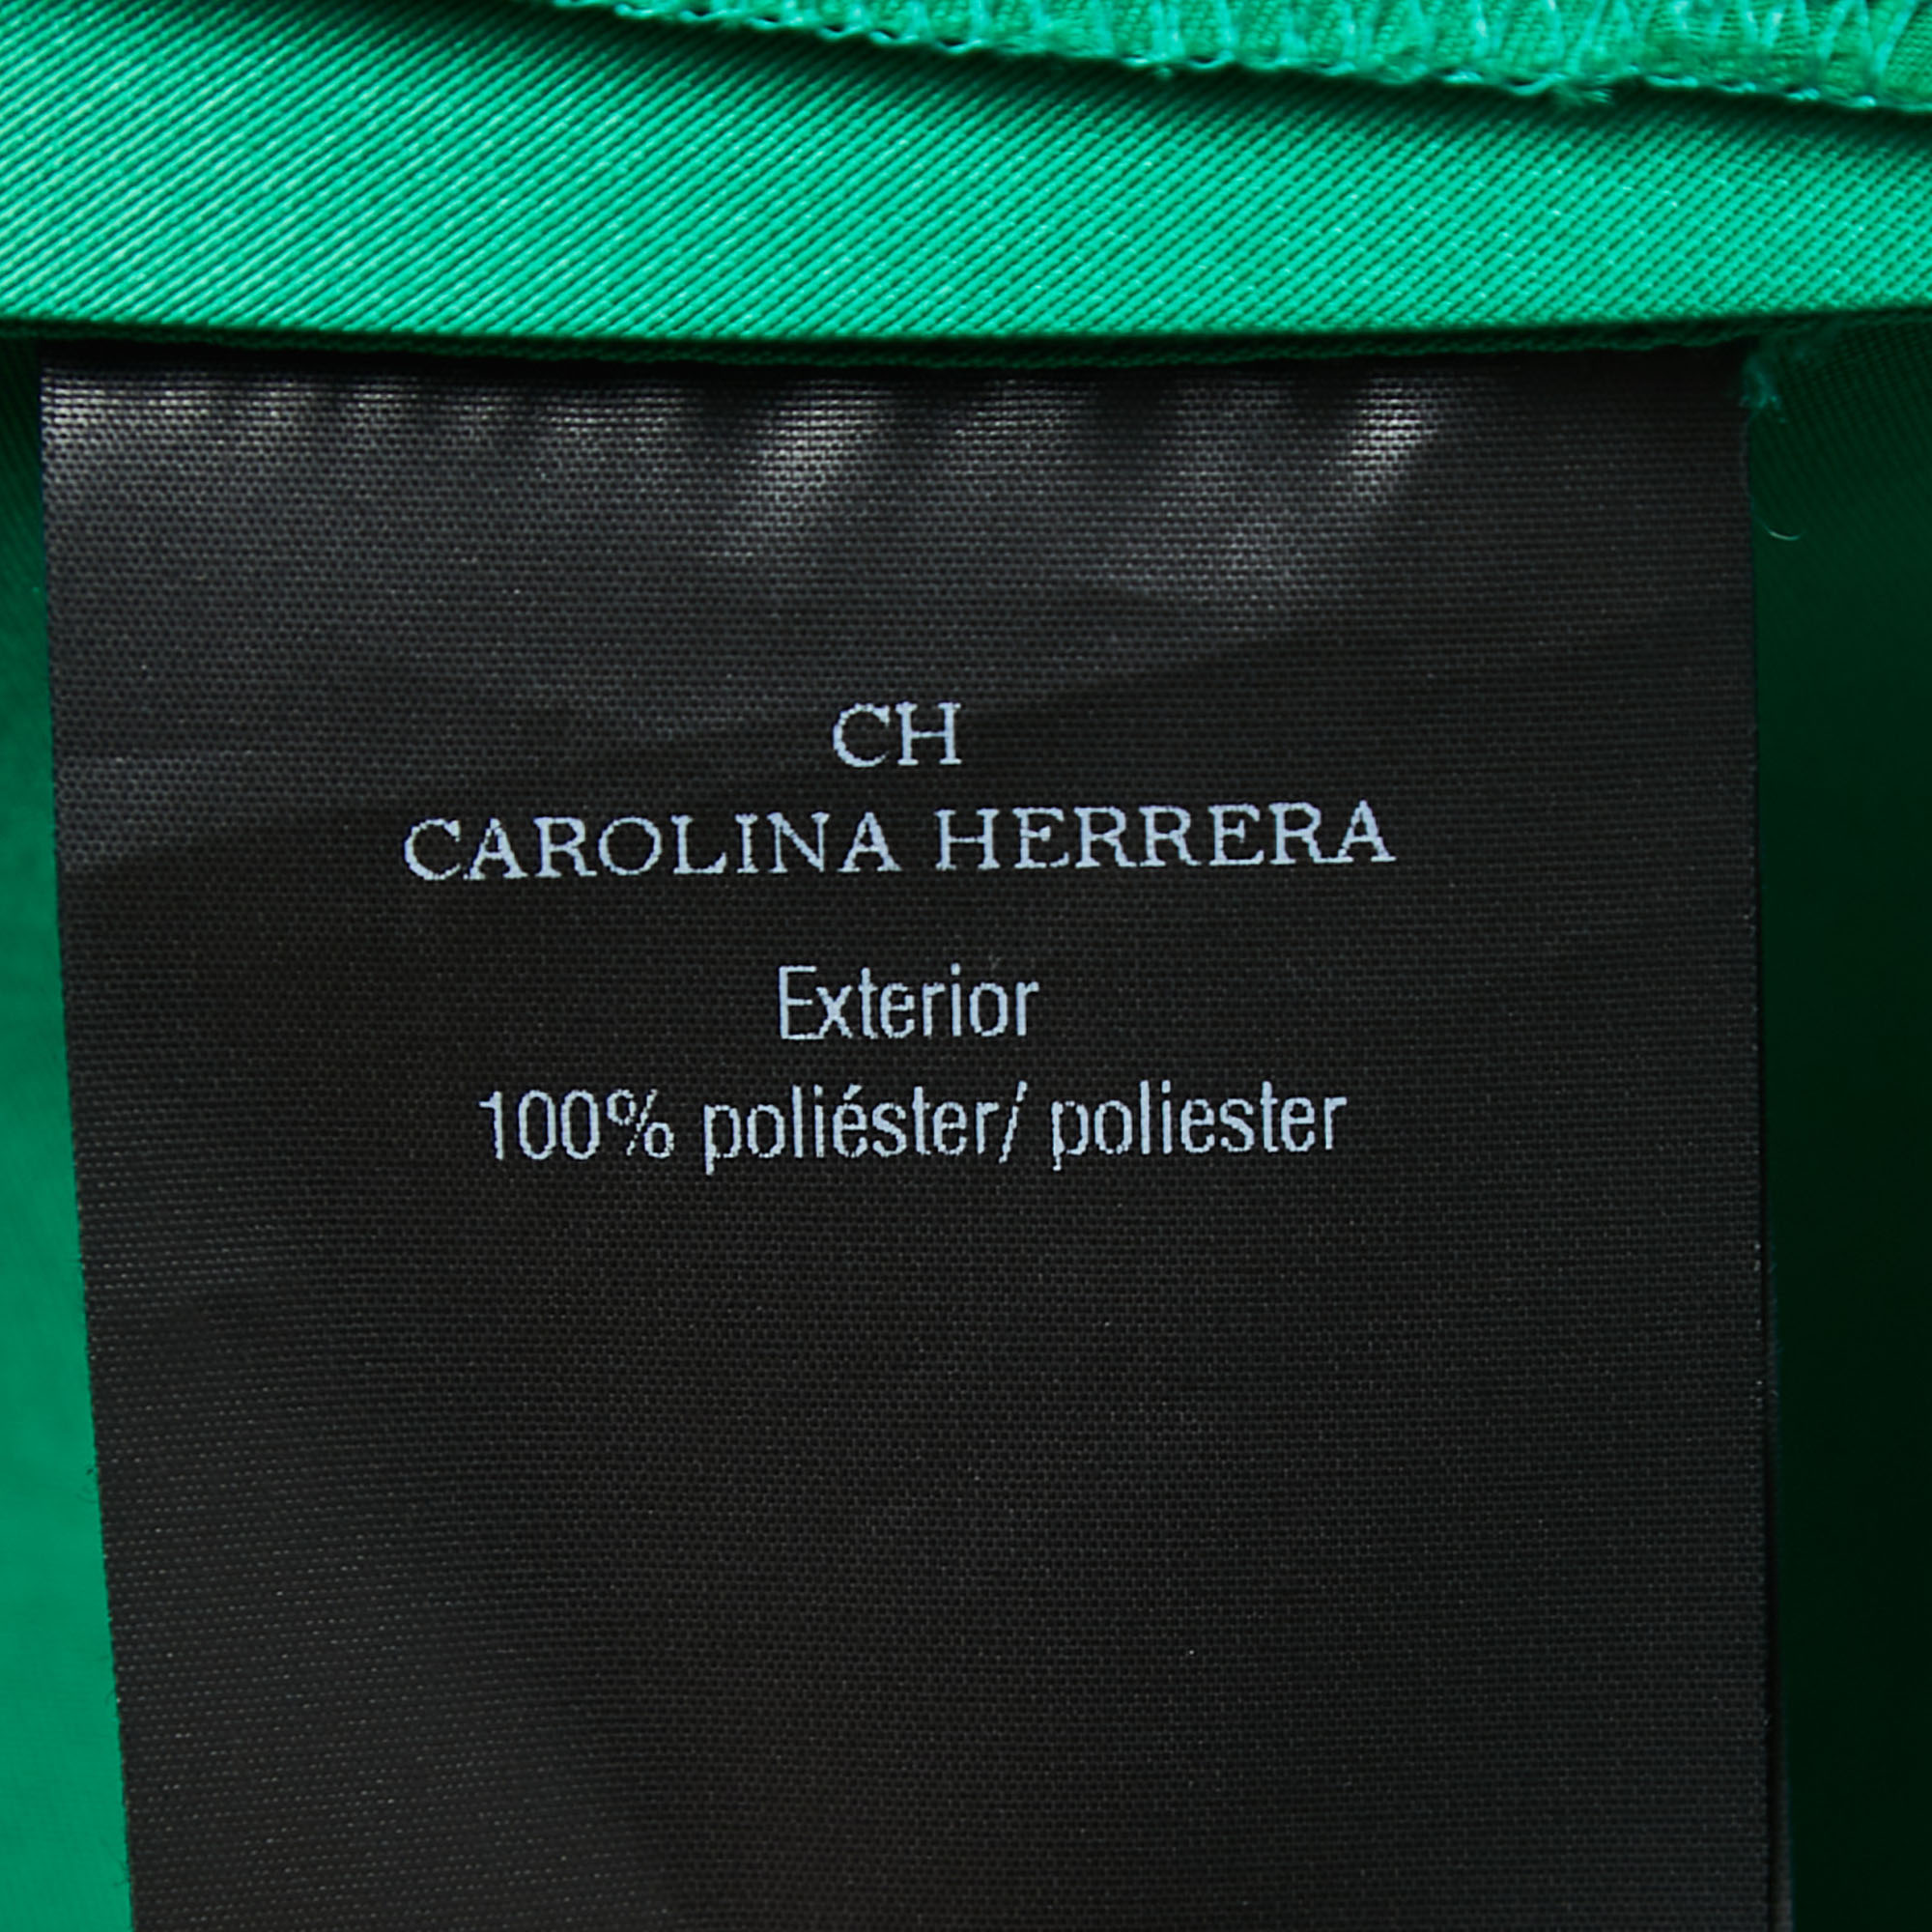 CH
CAROLINA HERRERA
Exterior
100% poliéster/ poliester